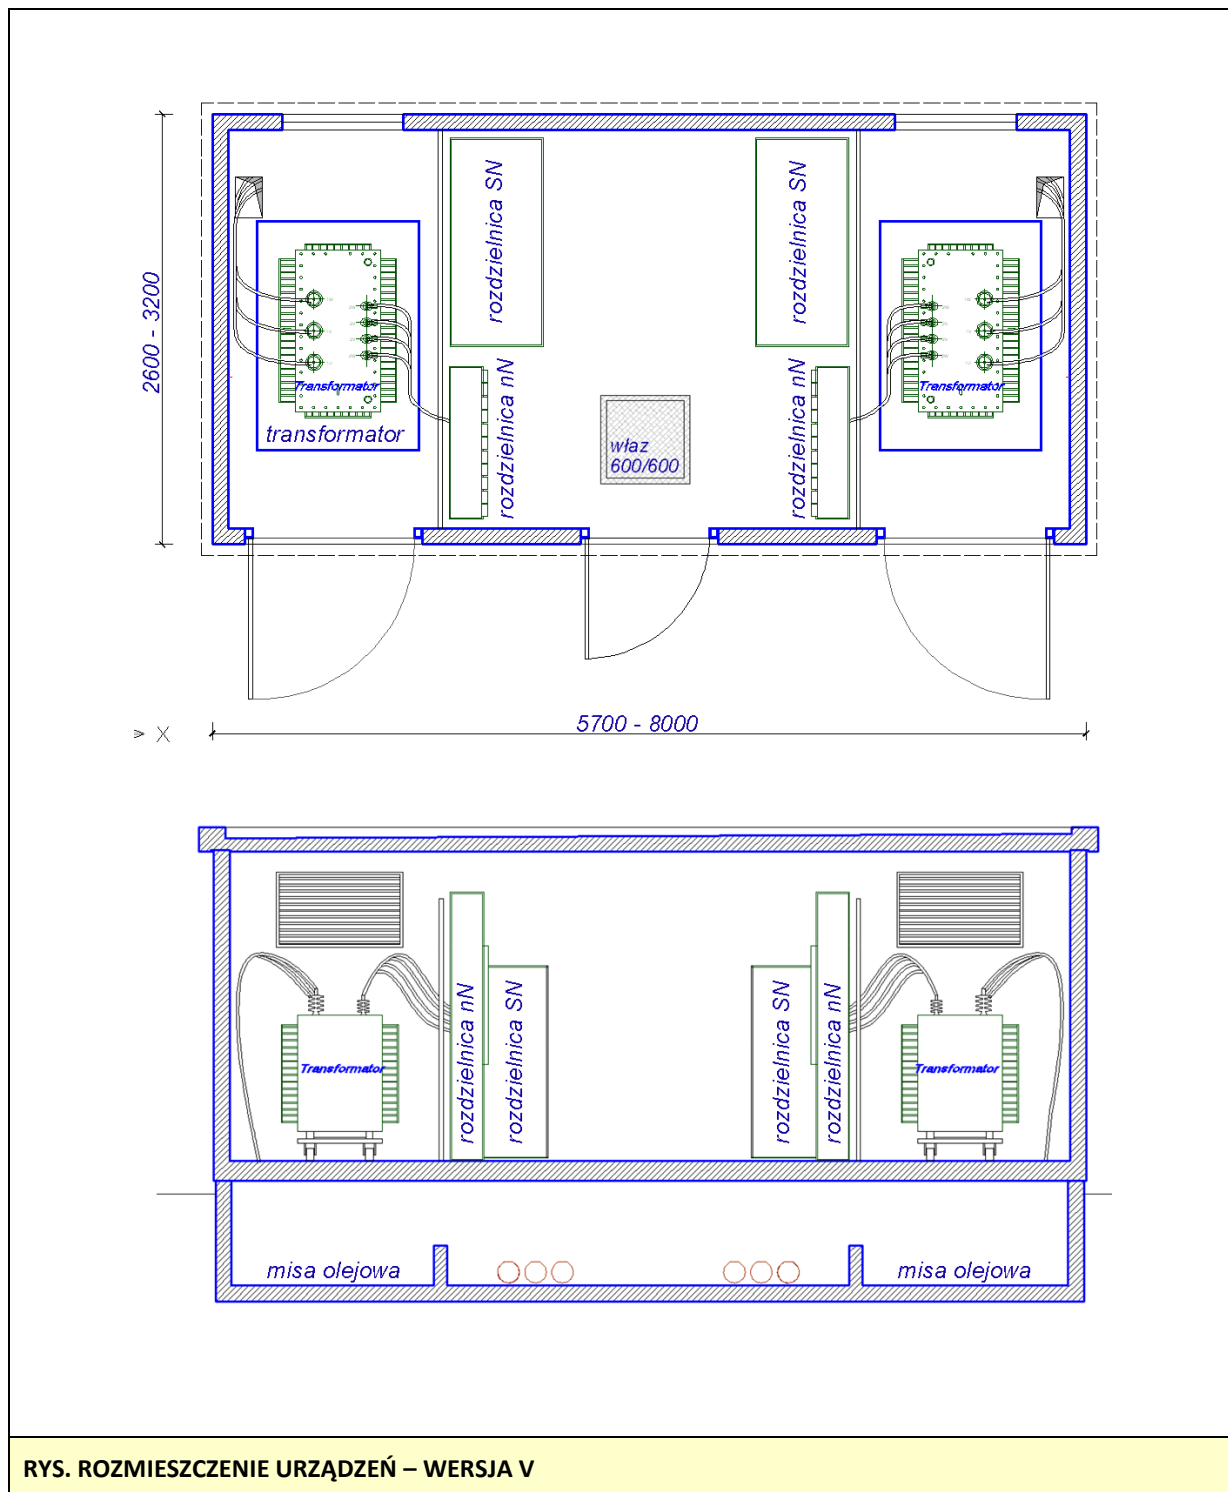 rozdzielnica SN
rozdzielnica SN
2600 - 3200
Transformator
transformator
rozdzielnica nN
właz
600/600
rozdzielnica nN
Transformator
X
5700 - 8000
rozdzielnica nN
rozdzielnica SN
rozdzielnica SN
rozdzielnica nN
Transformator
Transformator
misa olejowa
misa olejowa
RYS. ROZMIESZCZENIE URZĄDZEŃ – WERSJA V